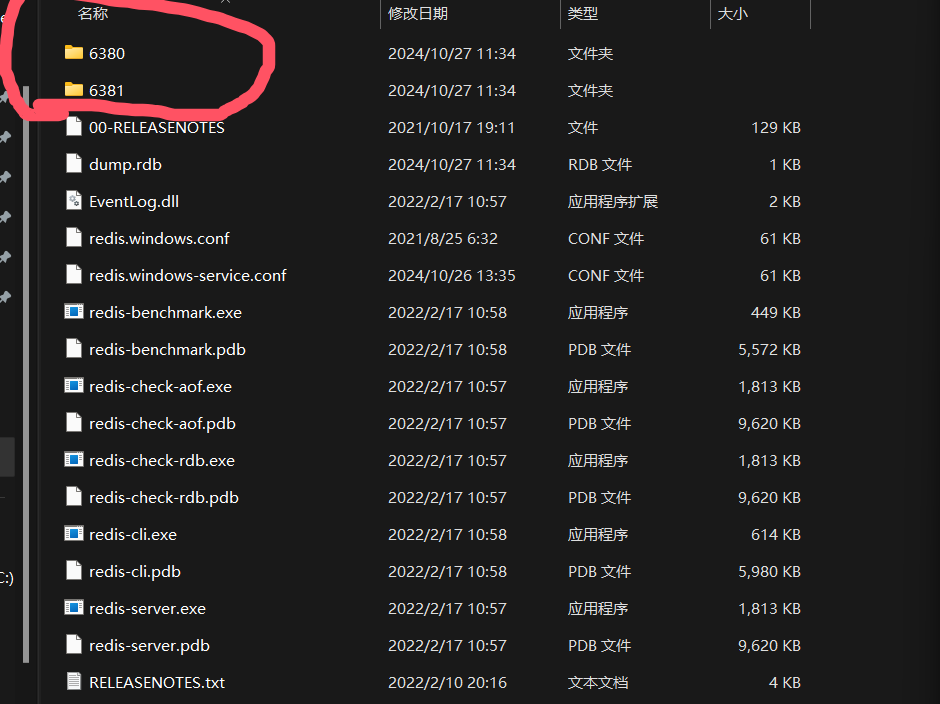 名称 修改日期 类型 大小
6380 2024/10/27 11:34 文件夹
6381 2024/10/27 11:34 文件夹
00-RELEASENOTES 2021/10/17 19:11 文件 129 KB
dump.rdb 2024/10/27 11:34 RDB 文件 1 KB
EventLog.dll 2022/2/17 10:57 应用程序扩展 2 KB
redis.windows.conf 2021/8/25 6:32 CONF 文件 61 KB
redis.windows-service.conf 2024/10/26 13:35 CONF 文件 61 KB
redis-benchmark.exe 2022/2/17 10:58 应用程序 449 KB
redis-benchmark.pdb 2022/2/17 10:58 PDB 文件 5,572 KB
redis-check-aof.exe 2022/2/17 10:57 应用程序 1,813 KB
redis-check-aof.pdb 2022/2/17 10:57 PDB 文件 9,620 KB
redis-check-rdb.exe 2022/2/17 10:57 应用程序 1,813 KB
redis-check-rdb.pdb 2022/2/17 10:57 PDB 文件 9,620 KB
redis-cli.exe 2022/2/17 10:58 应用程序 614 KB
redis-cli.pdb 2022/2/17 10:58 PDB 文件 5,980 KB
C:)
redis-server.exe 2022/2/17 10:57 应用程序 1,813 KB
redis-server.pdb 2022/2/17 10:57 PDB 文件 9,620 KB
RELEASENOTES.txt 2022/2/10 20:16 文本文档 4 KB